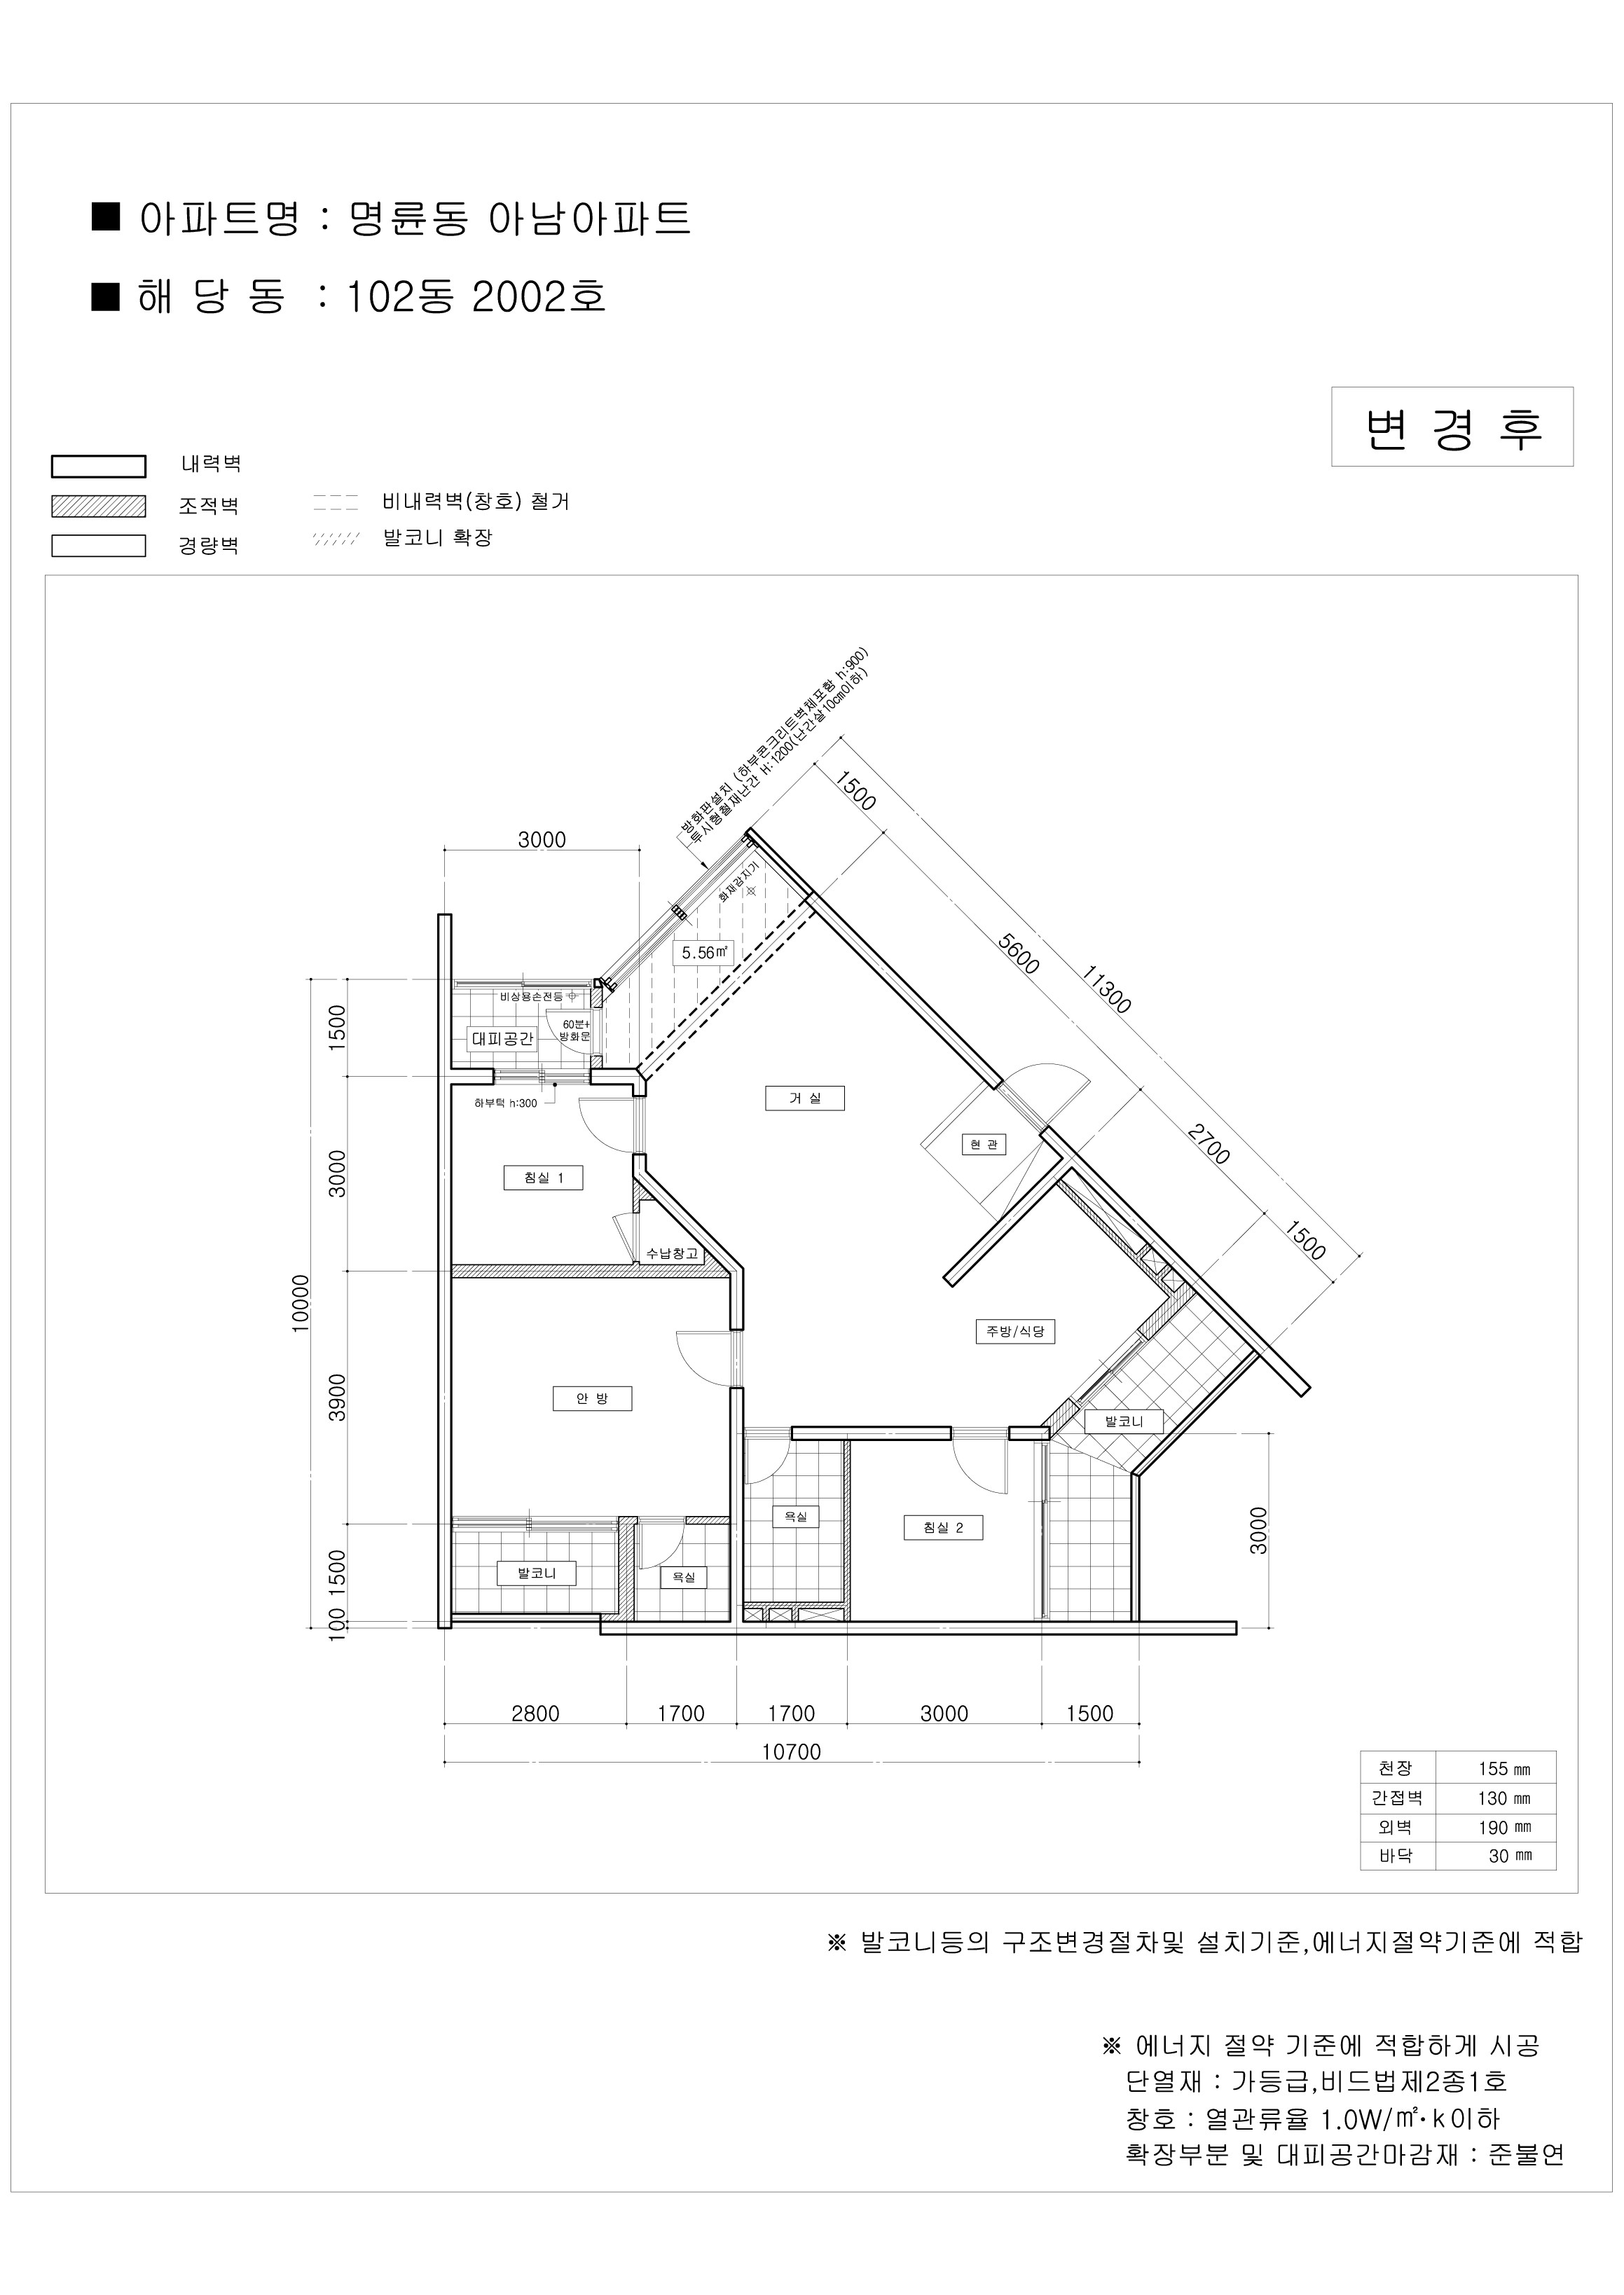 ■ 아파트명 : 명륜동 아남아파트
■ 해 당 동 : 102동 2002호
변 경 후
내력벽
조적벽
경량벽
비내력벽(창호) 철거
발코니 확장
방화판설치 (하부콘크리트벽체포함 h:900)
투시형철재난간 H:1200(난간살10cm이하)
1500
5600
11300
2700
1500
3000
화재감지기
5.56㎡
비상용손전등
60분+
방화문
대피공간
하부턱 h:300
1500
3000
10000
3900
1500
100
거 실
현 관
침실 1
수납창고
주방/식당
안 방
발코니
욕실
침실 2
발코니
욕실
3000
2800
1700
1700
3000
1500
10700
천장 155 ㎜
간접벽 130 ㎜
외벽 190 ㎜
바닥 30 ㎜
※ 발코니등의 구조변경절차및 설치기준,에너지절약기준에 적합
※ 에너지 절약 기준에 적합하게 시공
단열재 : 가등급,비드법제2종1호
창호 : 열관류율 1.0W/㎡·k이하
확장부분 및 대피공간마감재 : 준불연